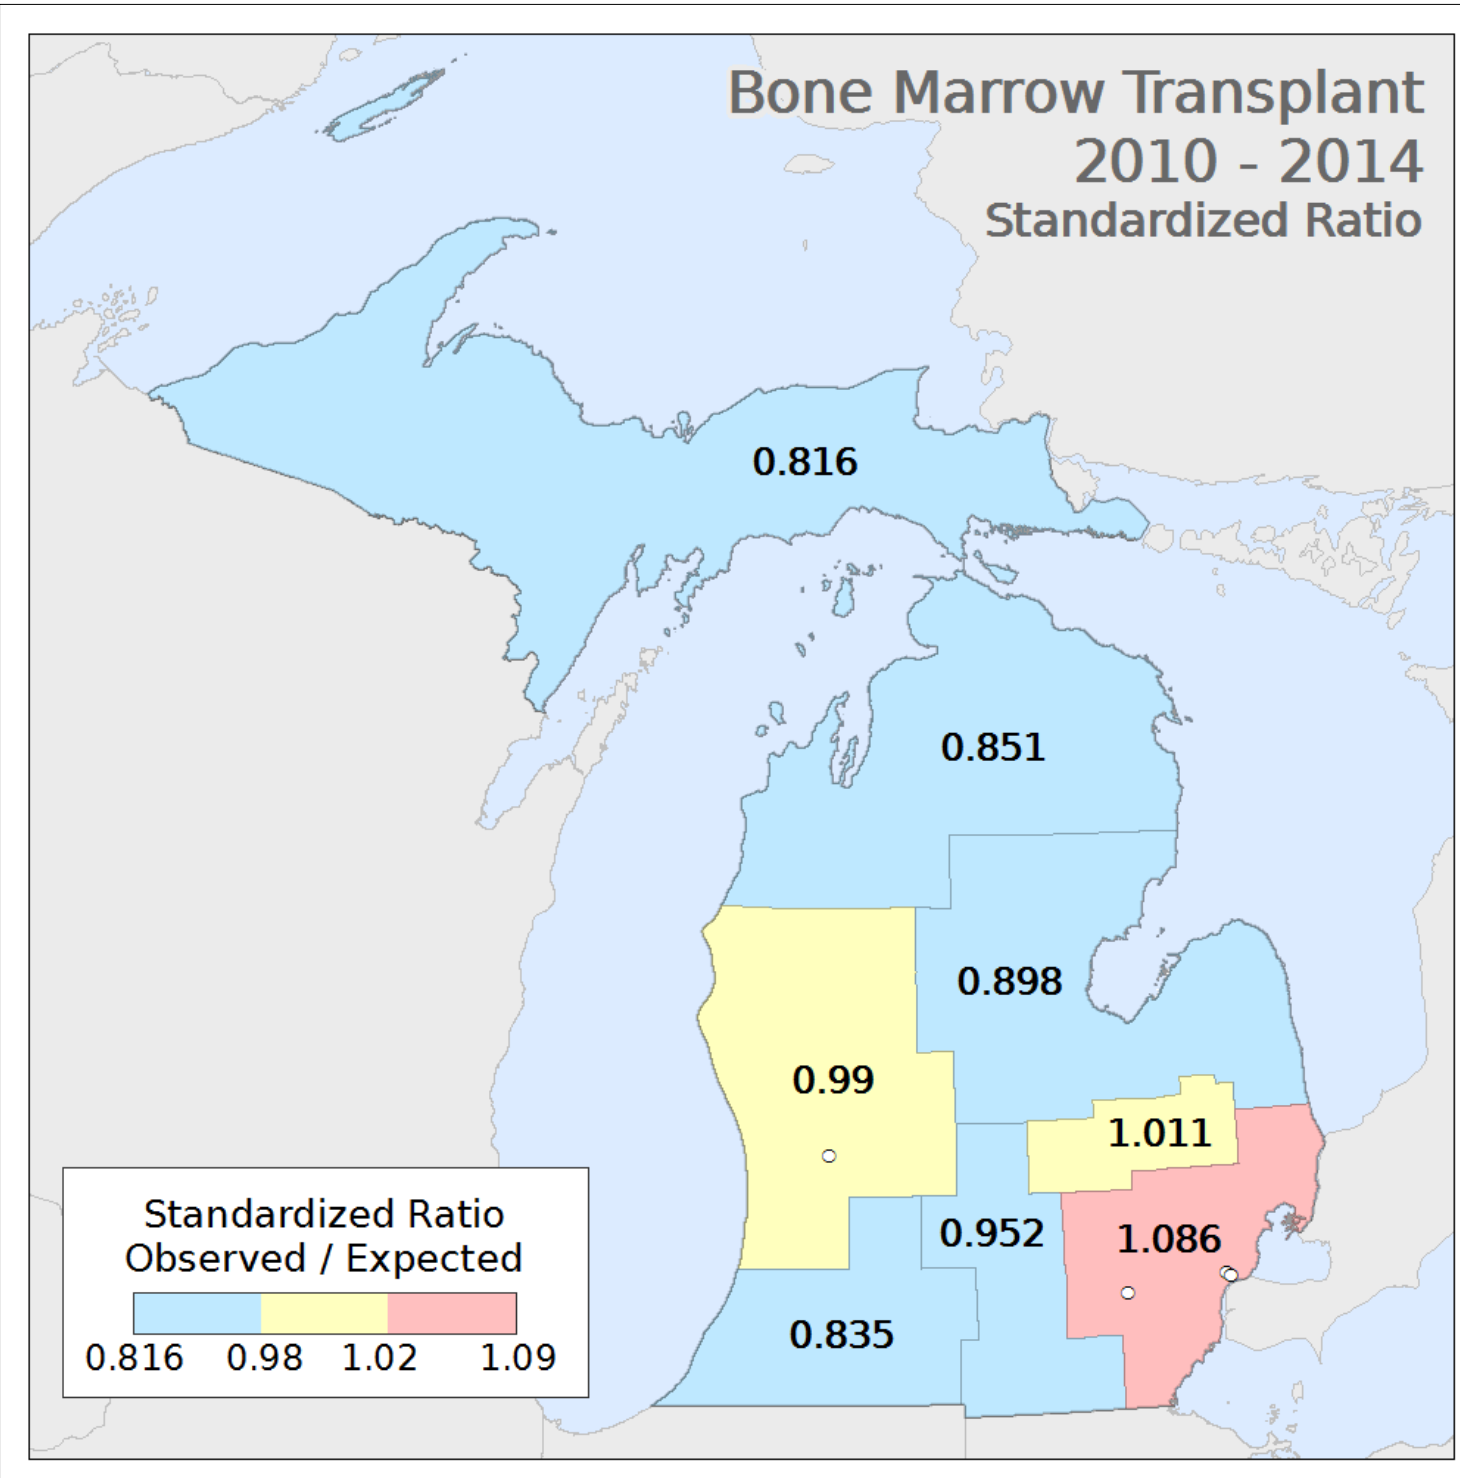 Bone Marrow Transplant
2010 - 2014
Standardized Ratio
0.816
0.851
0.898
0.99
1.011
0.952
1.086
0.835
Standardized Ratio
Observed / Expected
0.816 0.98 1.02 1.09